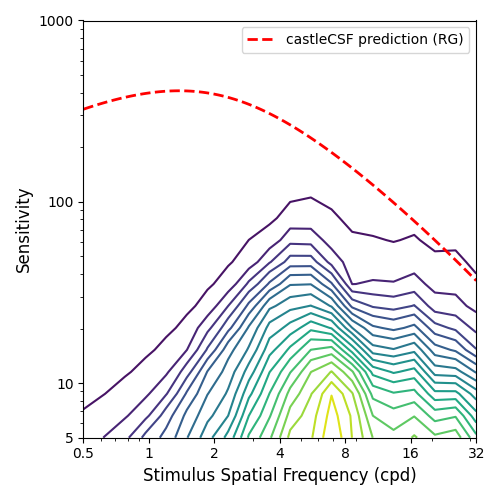 1000
castleCSF prediction (RG)
100
10
5
Sensitivity
0.5 1 2 4 8 16 32
Stimulus Spatial Frequency (cpd)